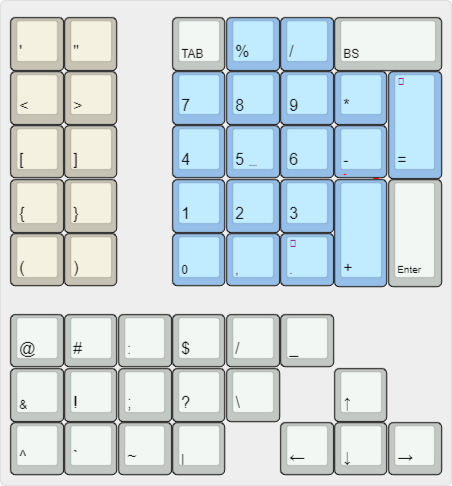 ' " TAB % / BS
< > 7 8 9 * =
[ ] 4 5 _ 6 -
{ } 1 2 3 +
( ) 0 , . Enter
@ # : $ / _
& ! ; ? \ ↑
^ ` ~ | ← ↓ →